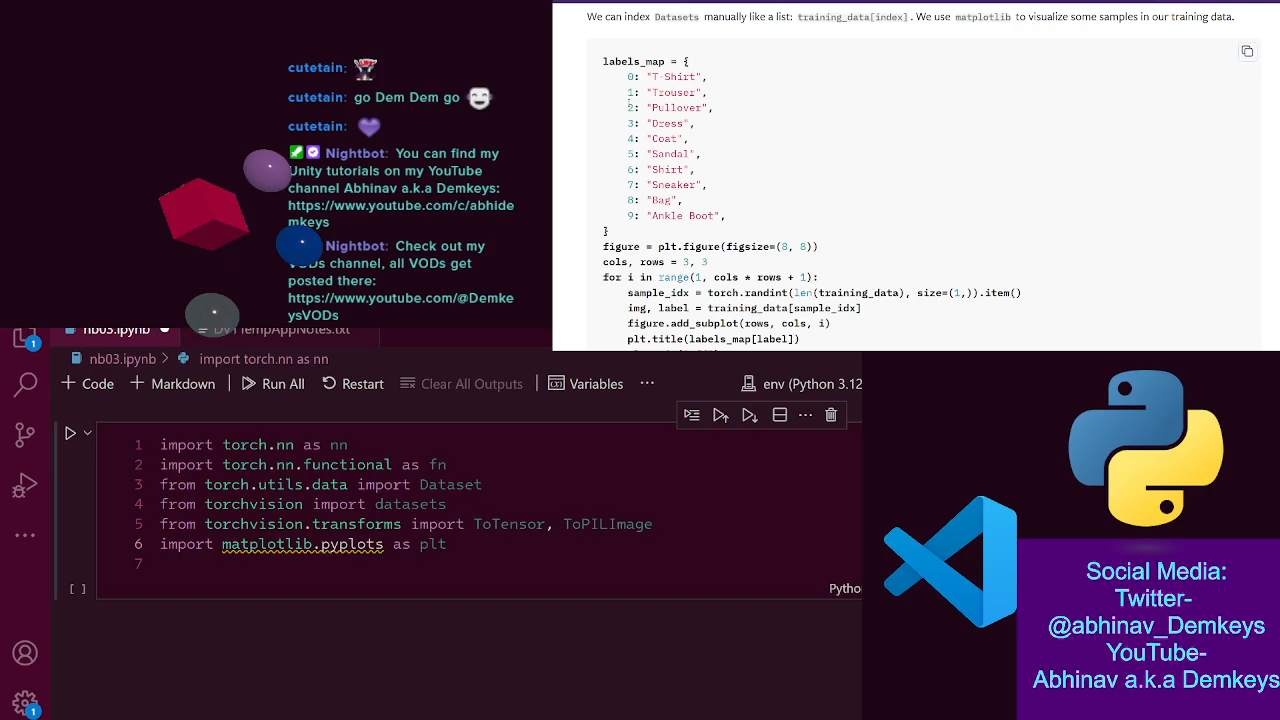 cutetain:
cutetain: go Dem Dem go
cutetain:
Nightbot: You can find my
Unity tutorials on my YouTube
channel Abhinav a.k.a Demkeys:
https://www.youtube.com/c/abhide
mkeys
Nightbot: Check out my
VODs channel, all VODs get
posted there:
https://www.youtube.com/@Demke
ysVODs
We can index Datasets manually like a list: training_data[index]. We use matplotlib to visualize some samples in our training data.
labels_map = {
0: "T-Shirt",
1: "Trouser",
2: "Pullover",
3: "Dress",
4: "Coat",
5: "Sandal",
6: "Shirt",
7: "Sneaker",
8: "Bag",
9: "Ankle Boot",
}
figure = plt.figure(figsize=(8, 8))
cols, rows = 3, 3
for i in range(1, cols * rows + 1):
sample_idx = torch.randint(len(training_data), size=(1,)).item()
img, label = training_data[sample_idx]
figure.add_subplot(rows, cols, i)
plt.title(labels_map[label])
nb03.ipynb
nb03.ipynb > import torch.nn as nn
+ Code + Markdown Run All Restart Clear All Outputs Variables ... env (Python 3.12
1 import torch.nn as nn
2 import torch.nn.functional as fn
3 from torch.utils.data import Dataset
4 from torchvision import datasets
5 from torchvision.transforms import ToTensor, ToPILImage
6 import matplotlib.pyplots as plt
7
[ ] Pytho
1
1
Social Media:
Twitter-
@abhinav_Demkeys
YouTube-
Abhinav a.k.a Demkeys